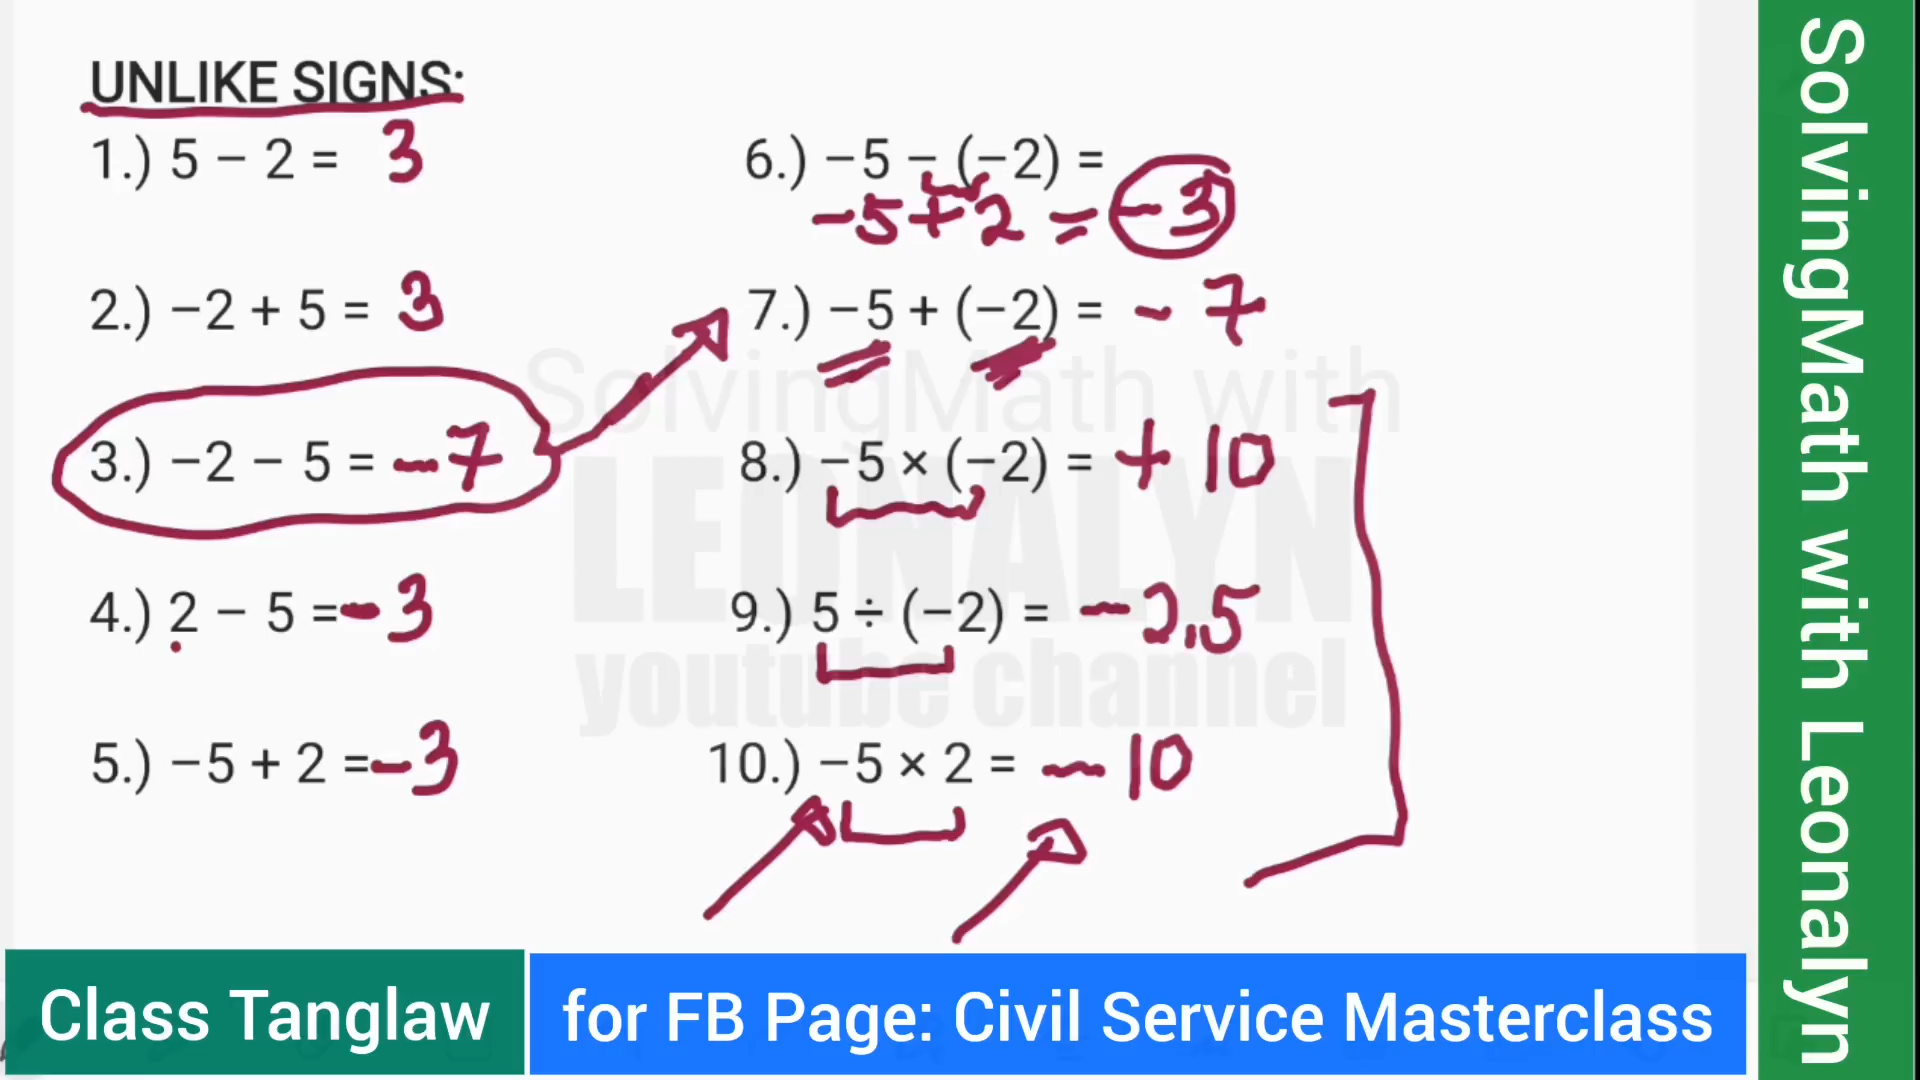 UNLIKE SIGNS:
1.) 5 – 2 = 3
2.) –2 + 5 = 3
3.) –2 – 5 = –7
4.) 2 – 5 = –3
5.) –5 + 2 = –3
6.) –5 – (–2) =
–5 + 2 = –3
7.) –5 + (–2) = – 7
8.) –5 × (–2) = + 10
9.) 5 ÷ (–2) = –2.5
10.) –5 × 2 = – 10
SolvingMath with
LEONALYN
youtube channel
Class Tanglaw
for FB Page: Civil Service Masterclass
SolvingMath with Leonalyn